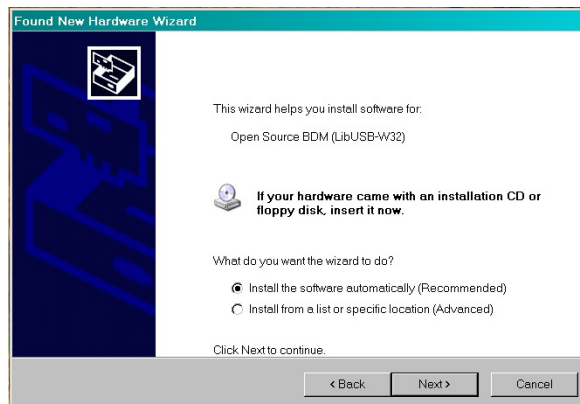 Found New Hardware Wizard
This wizard helps you install software for:
Open Source BDM (LibUSB-W32)
If your hardware came with an installation CD or
floppy disk, insert it now.
What do you want the wizard to do?
Install the software automatically (Recommended)
Install from a list or specific location (Advanced)
Click Next to continue.
< Back Next > Cancel